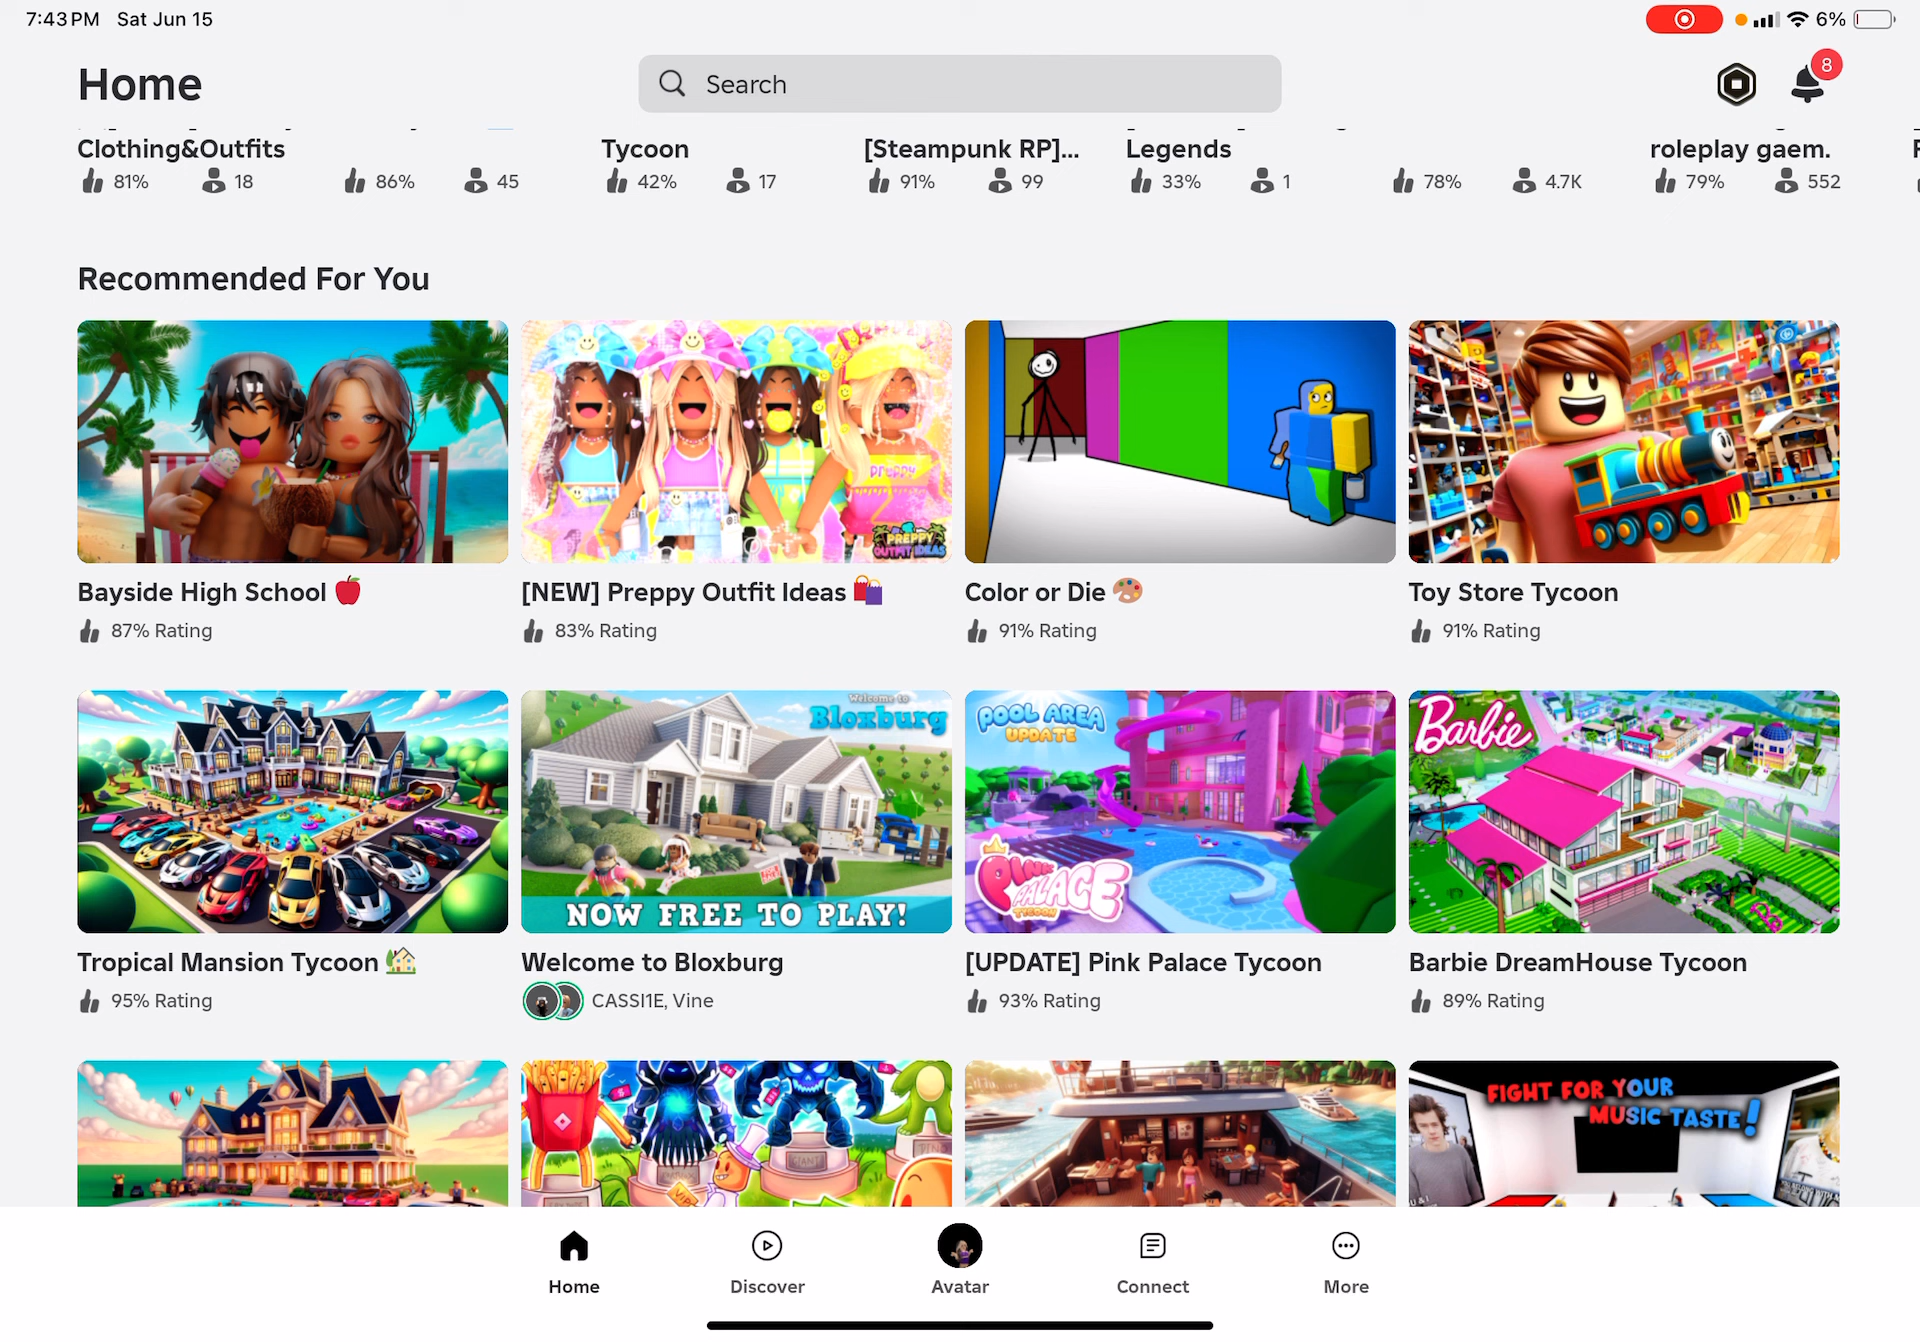 7:43 PM Sat Jun 15
6%
Home
Search
8
Clothing&Outfits
Tycoon
[Steampunk RP]...
Legends
roleplay gaem.
81% 18
86% 45
42% 17
91% 99
33% 1
78% 4.7K
79% 552
Recommended For You
PREPPY
PREPPY
OUTFIT IDEAS
Bayside High School
[NEW] Preppy Outfit Ideas
Color or Die
Toy Store Tycoon
87% Rating
83% Rating
91% Rating
91% Rating
Welcome to
Bloxburg
NOW FREE TO PLAY!
POOL AREA
UPDATE
PINK
PALACE
TYCOON
Barbie
Tropical Mansion Tycoon
Welcome to Bloxburg
[UPDATE] Pink Palace Tycoon
Barbie DreamHouse Tycoon
95% Rating
CASSI1E, Vine
93% Rating
89% Rating
GIANT
VIP
FIGHT FOR YOUR
MUSIC TASTE!
Home
Discover
Avatar
Connect
More